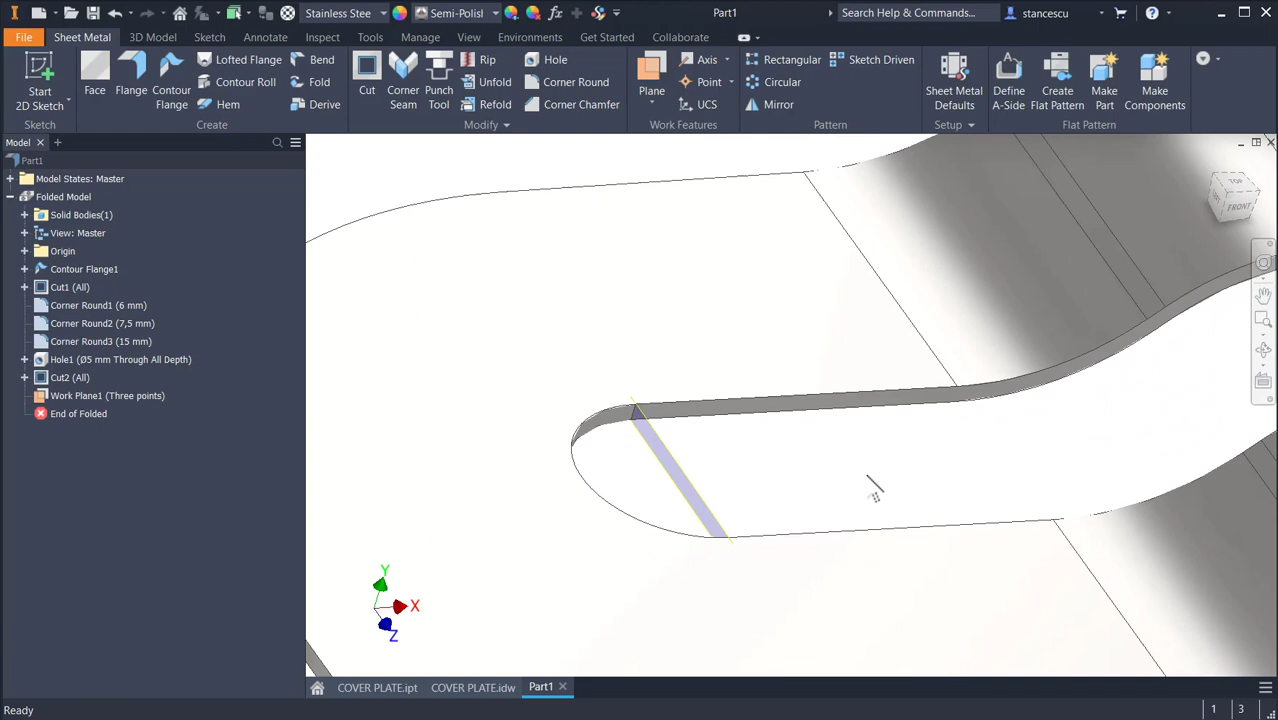 Stainless Stee
Semi-Polisl
fx
Part1
Search Help & Commands...
stancescu
File
Sheet Metal
3D Model
Sketch
Annotate
Inspect
Tools
Manage
View
Environments
Get Started
Collaborate
Start
2D Sketch
Sketch
Face
Flange
Contour
Flange
Lofted Flange
Contour Roll
Hem
Bend
Fold
Derive
Create
Cut
Corner
Seam
Punch
Tool
Rip
Unfold
Refold
Hole
Corner Round
Corner Chamfer
Modify
Plane
Axis
Point
UCS
Work Features
Rectangular
Circular
Mirror
Sketch Driven
Pattern
Sheet Metal
Defaults
Setup
Define
A-Side
Create
Flat Pattern
Make
Part
Make
Components
Flat Pattern
Model
Part1
Model States: Master
Folded Model
Solid Bodies(1)
View: Master
Origin
Contour Flange1
Cut1 (All)
Corner Round1 (6 mm)
Corner Round2 (7,5 mm)
Corner Round3 (15 mm)
Hole1 (Ø5 mm Through All Depth)
Cut2 (All)
Work Plane1 (Three points)
End of Folded
TOP
LEFT
FRONT
Y
X
Z
COVER PLATE.ipt
COVER PLATE.idw
Part1
Ready
1
3